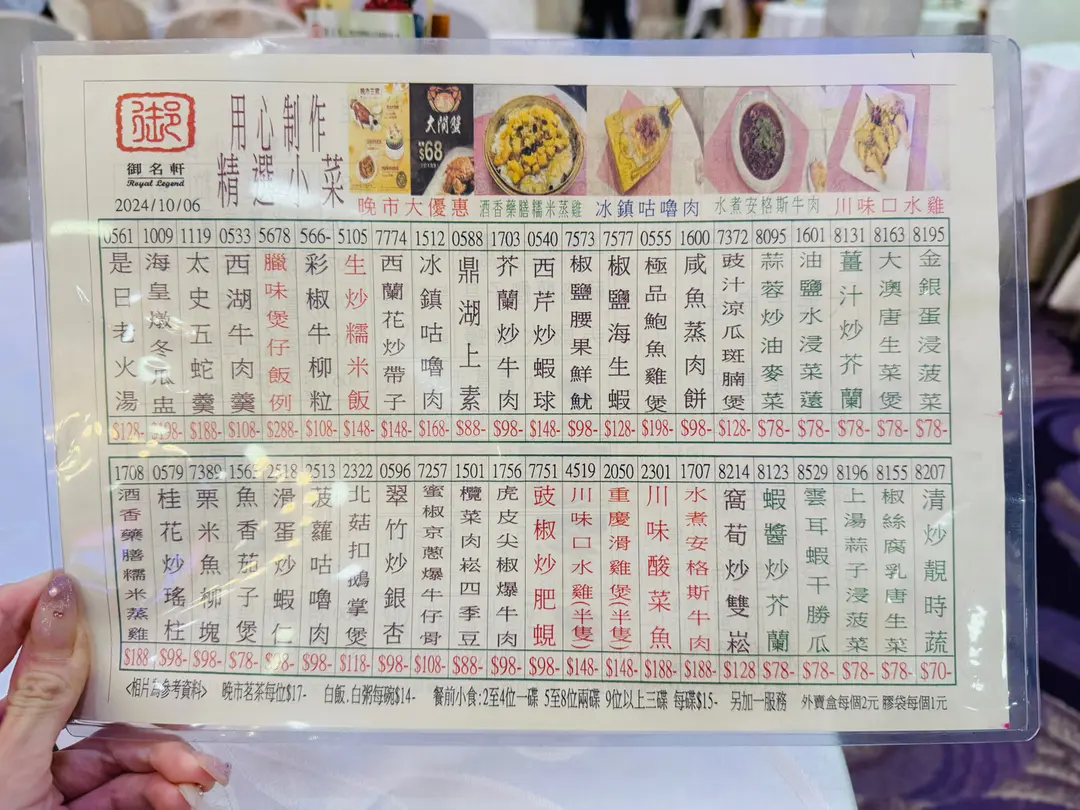 御
御名軒
Royal Legend
2024/10/06
用心制作
精選小菜
大閘蟹
$68
晚市大優惠 酒香藥膳糯米蒸雞 冰鎮咕嚕肉 水煮安格斯牛肉 川味口水雞
0561 1009 1119 0533 5678 566- 5105 7774 1512 0588 1703 0540 7573 7577 0555 1600 7372 8095 1601 8131 8163 8195
是日老火湯
海皇燉冬瓜盅
太史五蛇羹
西湖牛肉羹
臘味煲仔飯例
彩椒牛柳粒
生炒糯米飯
西蘭花炒帶子
冰鎮咕嚕肉
鼎湖上素
芥蘭炒牛肉
西芹炒蝦球
椒鹽腰果鮮魷
椒鹽海生蝦
極品鮑魚雞煲
咸魚蒸肉餅
豉汁涼瓜斑腩煲
蒜蓉炒油麥菜
油鹽水浸菜薳
薑汁炒芥蘭
大澳唐生菜煲
金銀蛋浸菠菜
$128- $198- $188- $108- $288- $108- $148- $148- $168- $88- $98- $148- $98- $128- $198- $98- $128- $78- $78- $78- $78- $78-
1708 0579 7389 1565 2518 2513 2322 0596 7257 1501 1756 7751 4519 2050 2301 1707 8214 8123 8529 8196 8155 8207
酒香藥膳糯米蒸雞
桂花炒瑤柱
栗米魚柳塊
魚香茄子煲
滑蛋炒蝦仁
菠蘿咕嚕肉
北菇扣鵝掌煲
翠竹炒銀杏
蜜椒京蔥爆牛仔骨
欖菜肉崧四季豆
虎皮尖椒爆牛肉
豉椒炒肥蜆
川味口水雞(半隻)
重慶滑雞煲(半隻)
川味酸菜魚
水煮安格斯牛肉
窩荀炒雙崧
蝦醬炒芥蘭
雲耳蝦干勝瓜
上湯蒜子浸菠菜
椒絲腐乳唐生菜
清炒靚時蔬
$188 $98- $98- $78- $98- $98- $118- $98- $108- $88- $98- $98- $148- $148- $188- $188- $128 $78- $78- $78- $78- $70-
<相片為參考資料> 晚市茗茶每位$17- 白飯.白粥每碗$14- 餐前小食:2至4位一碟 5至8位兩碟 9位以上三碟 每碟$15- 另加一服務 外賣盒每個2元 膠袋每個1元